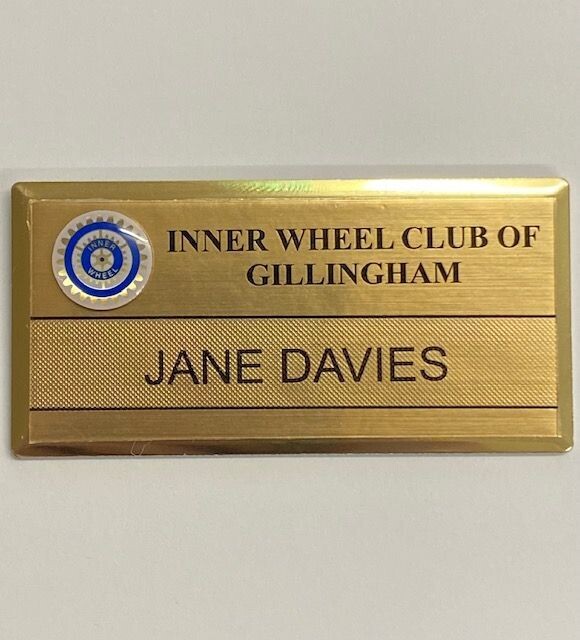 INNER WHEEL
INNER WHEEL CLUB OF
GILLINGHAM
JANE DAVIES